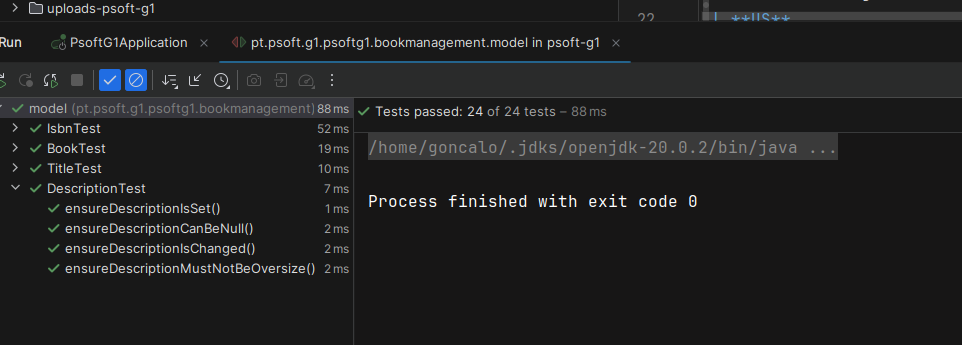 uploads-psoft-g1
22
**US**
Run
PsoftG1Application
pt.psoft.g1.psoftg1.bookmanagement.model in psoft-g1
model (pt.psoft.g1.psoftg1.bookmanagement) 88 ms
Tests passed: 24 of 24 tests – 88 ms
IsbnTest 52 ms
BookTest 19 ms
TitleTest 10 ms
DescriptionTest 7 ms
ensureDescriptionIsSet() 1 ms
ensureDescriptionCanBeNull() 2 ms
ensureDescriptionIsChanged() 2 ms
ensureDescriptionMustNotBeOversize() 2 ms
/home/goncalo/.jdks/openjdk-20.0.2/bin/java ...
Process finished with exit code 0